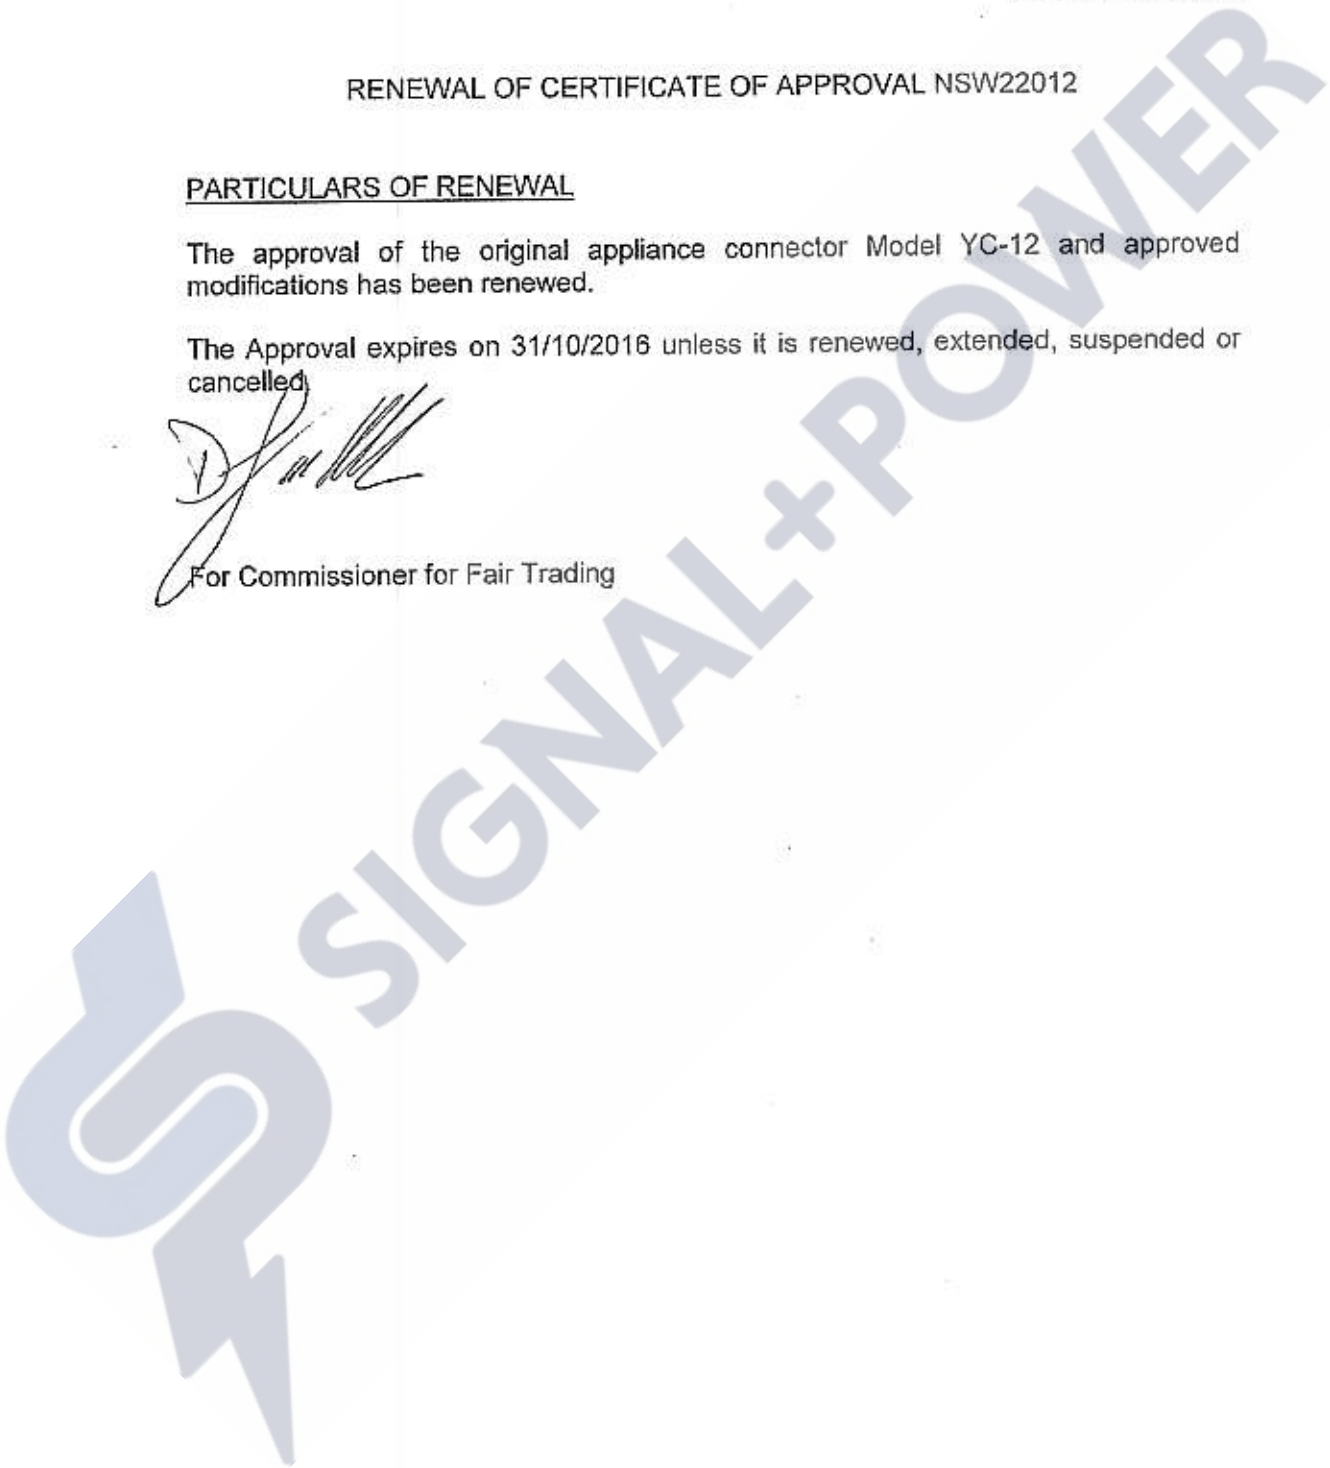 RENEWAL OF CERTIFICATE OF APPROVAL NSW22012
PARTICULARS OF RENEWAL
The approval of the original appliance connector Model YC-12 and approved
modifications has been renewed.
The Approval expires on 31/10/2016 unless it is renewed, extended, suspended or
cancelled
For Commissioner for Fair Trading
SIGNAL+POWER